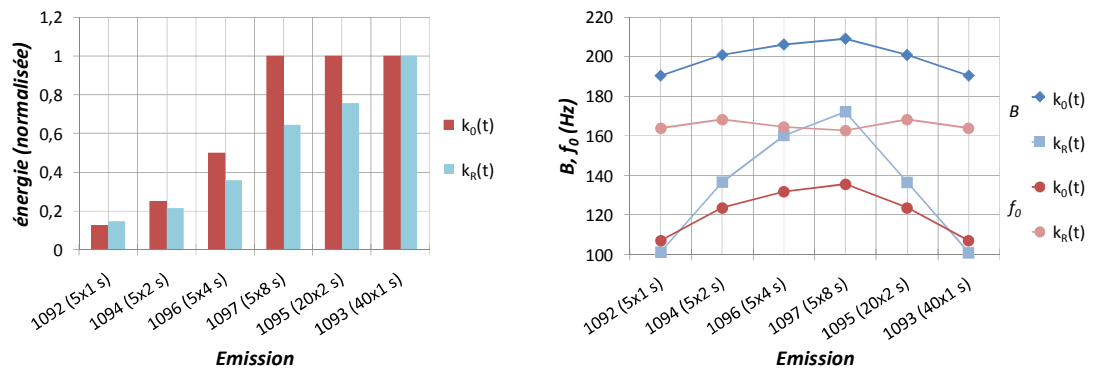 énergie (normalisée)
1,2
1
0,8
0,6
0,4
0,2
0
1092 (5x1 s)
1094 (5x2 s)
1096 (5x4 s)
1097 (5x8 s)
1095 (20x2 s)
1093 (40x1 s)
Emission
k₀(t)
kR(t)
B, f₀ (Hz)
220
200
180
160
140
120
100
1092 (5x1 s)
1094 (5x2 s)
1096 (5x4 s)
1097 (5x8 s)
1095 (20x2 s)
1093 (40x1 s)
Emission
B
k₀(t)
kR(t)
f₀
k₀(t)
kR(t)